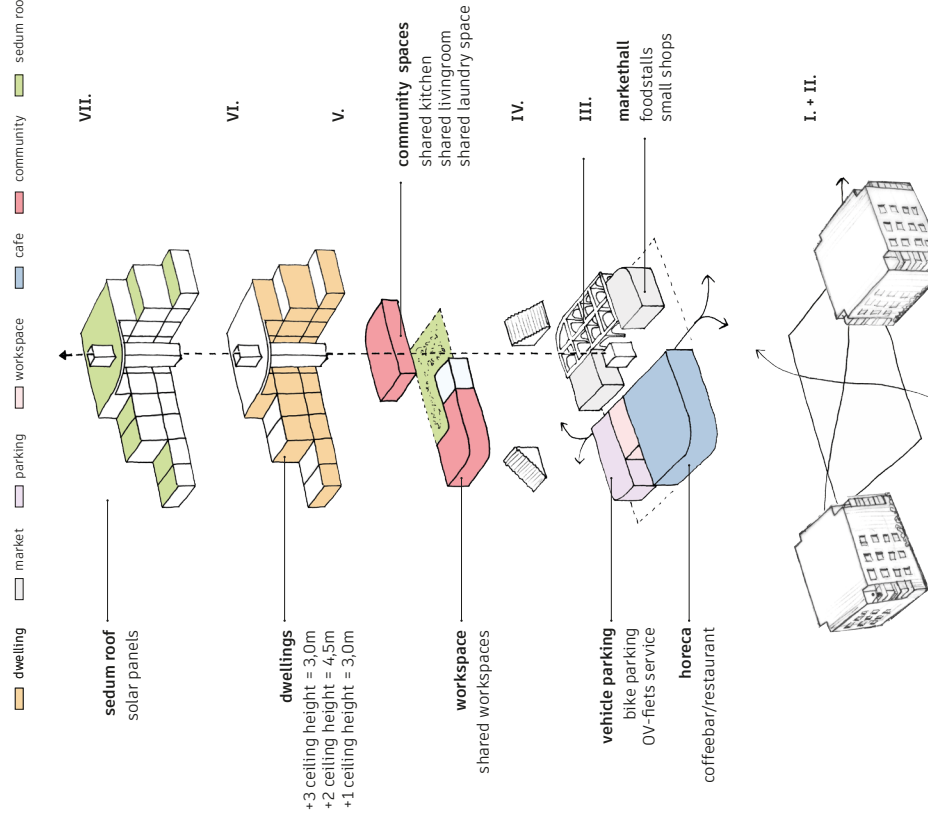 dwelling
market
parking
workspace
cafe
community
sedum roo
VII.
sedum roof
solar panels
VI.
V.
dwellings
+3 ceiling height = 3,0m
+2 ceiling height = 4,5m
+1 ceiling height = 3,0m
community spaces
shared kitchen
shared livingroom
shared laundry space
workspace
shared workspaces
IV.
III.
markethall
foodstalls
small shops
vehicle parking
bike parking
OV-fiets service
horeca
coffeebar/restaurant
I. + II.